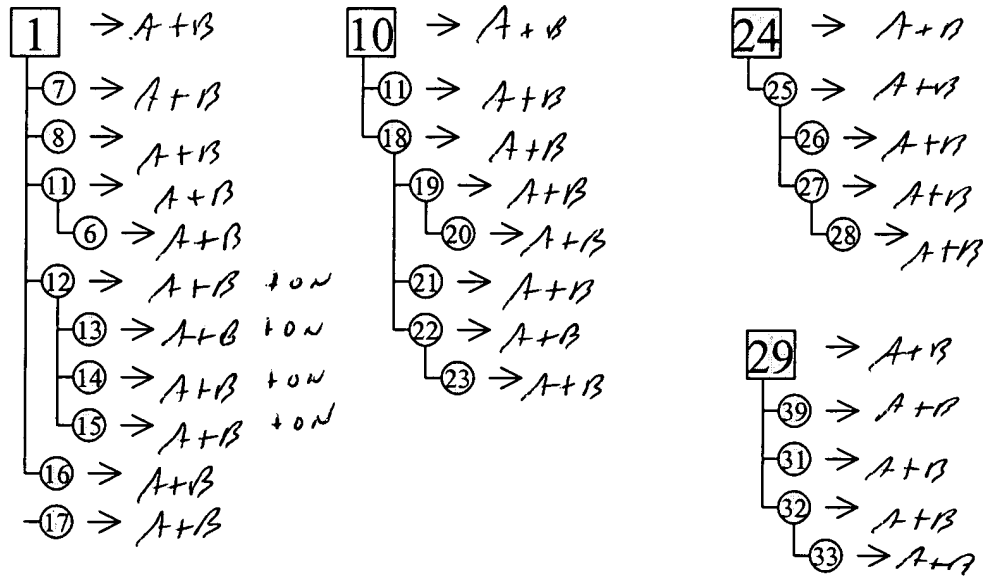 1 → A+B
7 → A+B
8 → A+B
11 → A+B
6 → A+B
12 → A+B + ON
13 → A+B + ON
14 → A+B + ON
15 → A+B + ON
16 → A+B
17 → A+B
10 → A+B
11 → A+B
18 → A+B
19 → A+B
20 → A+B
21 → A+B
22 → A+B
23 → A+B
24 → A+B
25 → A+B
26 → A+B
27 → A+B
28 → A+B
29 → A+B
39 → A+B
31 → A+B
32 → A+B
33 → A+B